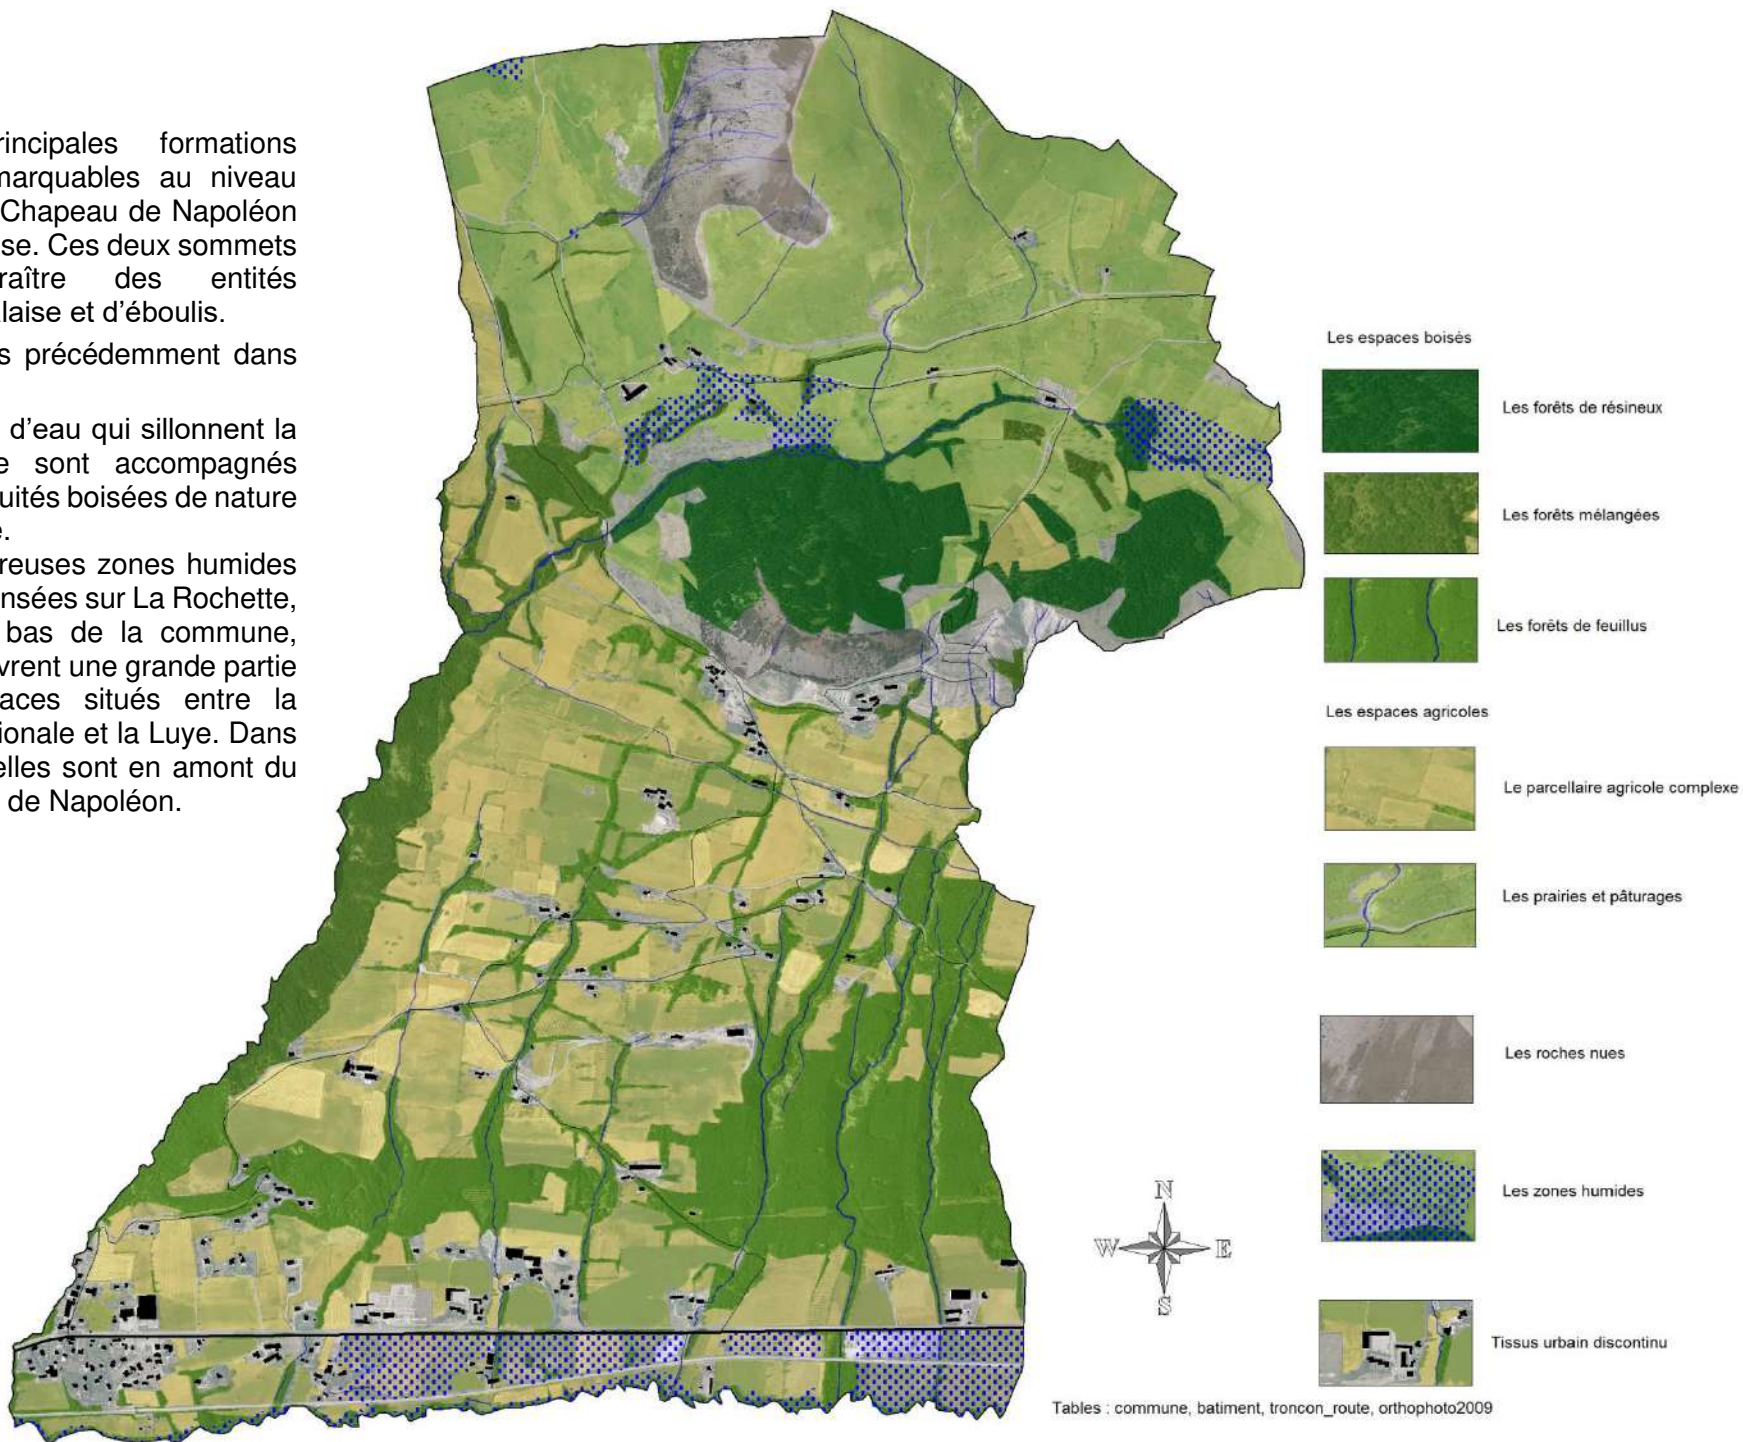 rincipales formations
marquables au niveau
Chapeau de Napoléon
se. Ces deux sommets
raître des entités
laise et d’éboulis.
s précédemment dans
d’eau qui sillonnent la
e sont accompagnés
uités boisées de nature
e.
reuses zones humides
nsées sur La Rochette,
bas de la commune,
vrent une grande partie
aces situés entre la
ionale et la Luye. Dans
elles sont en amont du
de Napoléon.
Les espaces boisés
Les forêts de résineux
Les forêts mélangées
Les forêts de feuillus
Les espaces agricoles
Le parcellaire agricole complexe
Les prairies et pâturages
Les roches nues
Les zones humides
Tissus urbain discontinu
N
W E
S
Tables : commune, batiment, troncon_route, orthophoto2009